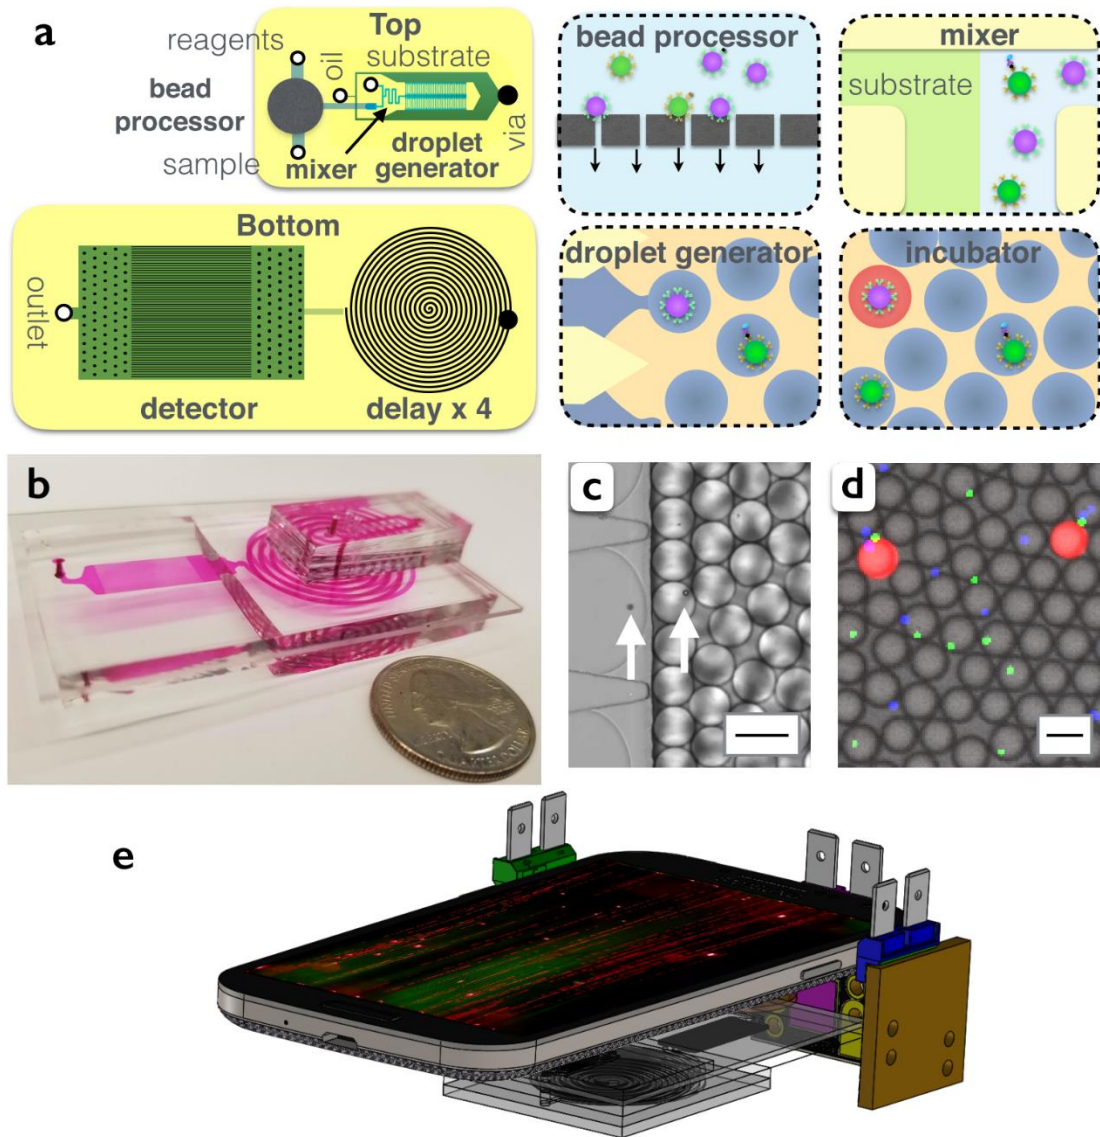 a
Top
reagents
oil
substrate
bead
processor
sample
mixer
droplet
generator
via
Bottom
outlet
detector
delay x 4
bead processor
mixer
substrate
droplet generator
incubator
b
c
d
e